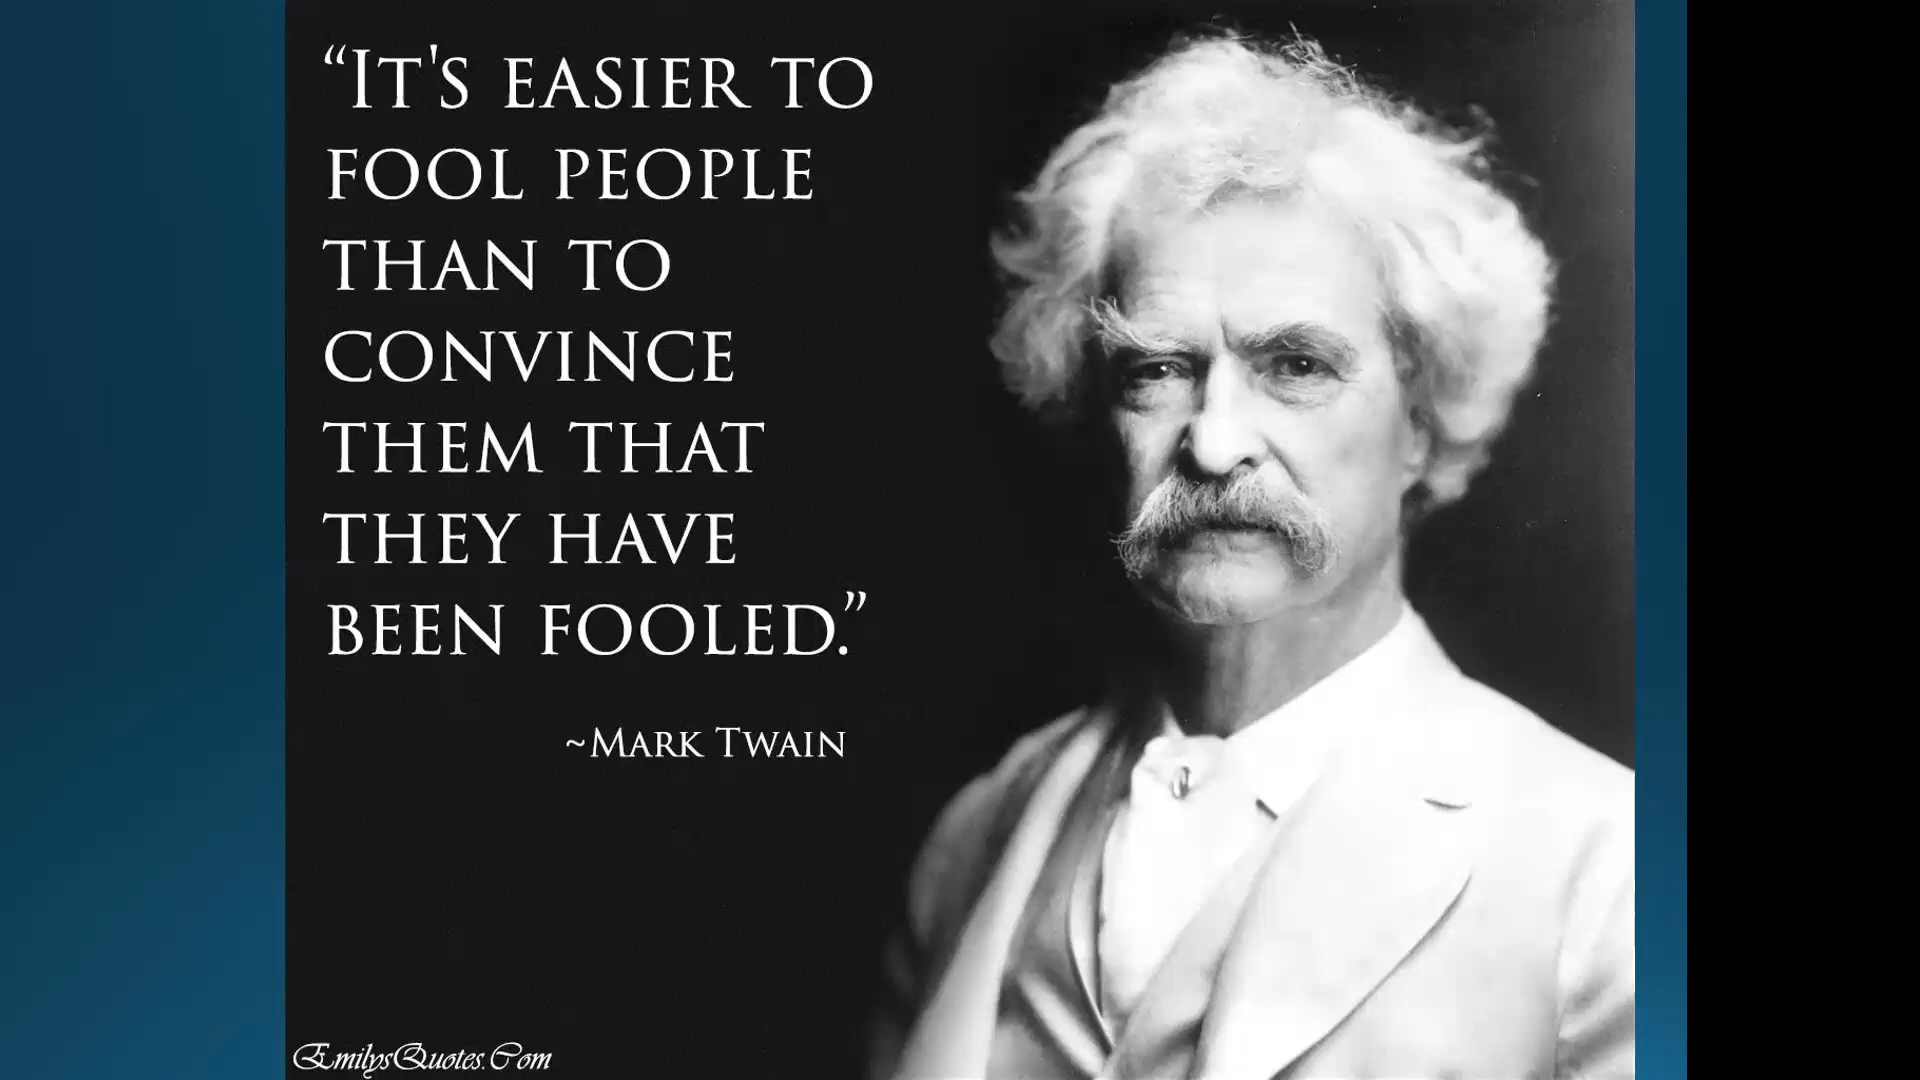 “It's easier to
fool people
than to
convince
them that
they have
been fooled.”
~Mark Twain
EmilysQuotes.Com